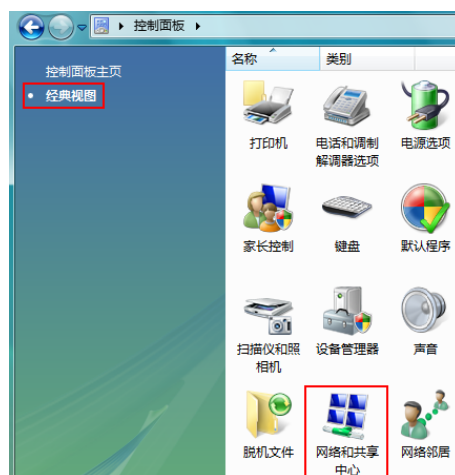 控制面板
控制面板主页
经典视图
名称 类别
打印机
电话和调制
解调器选项
电源选项
家长控制
键盘
默认程序
扫描仪和照
相机
设备管理器
声音
脱机文件
网络和共享
中心
网络邻居